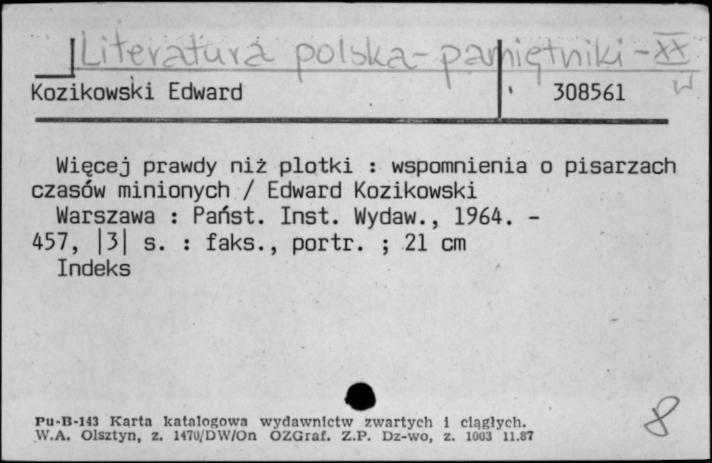 Literatura polska - pamiętniki - XX w
Kozikowski Edward 308561
Więcej prawdy niż plotki : wspomnienia o pisarzach
czasów minionych / Edward Kozikowski
Warszawa : Państ. Inst. Wydaw., 1964. -
457, |3| s. : faks., portr. ; 21 cm
Indeks
Pu-B-143 Karta katalogowa wydawnictw zwartych i ciągłych.
W.A. Olsztyn, z. 1470/DW/On OZGraf. Z.P. Dz-wo, z. 1003 11.87
8